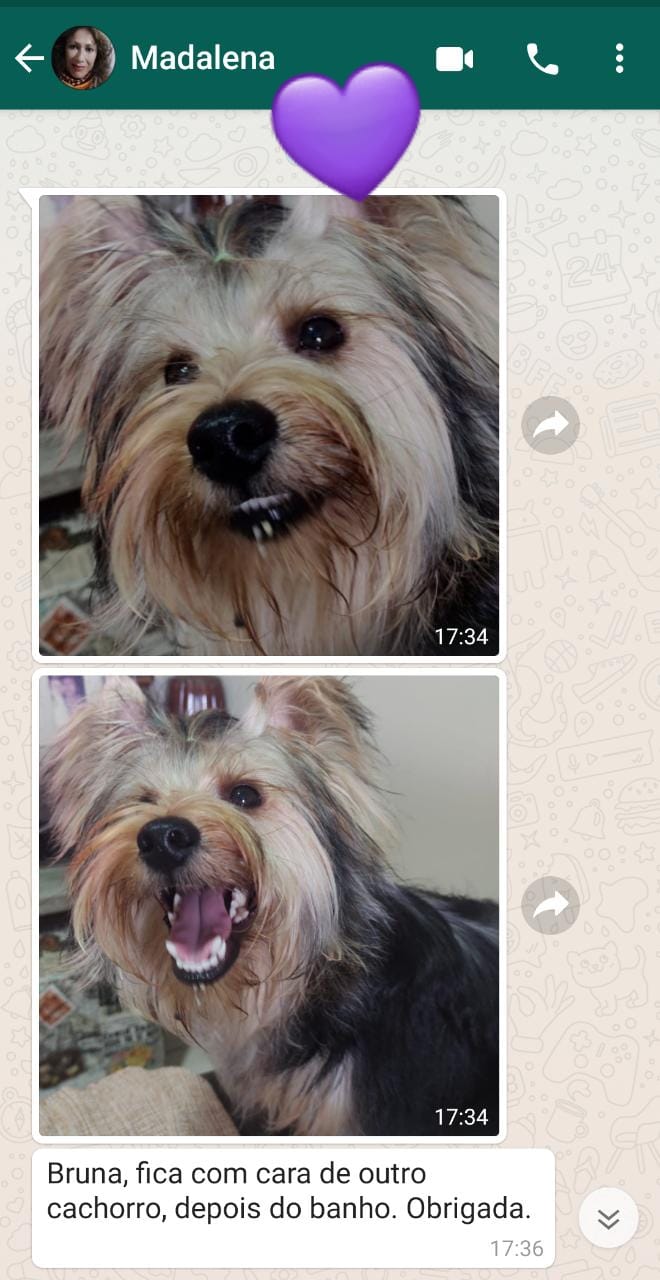 Madalena
17:34
17:34
Bruna, fica com cara de outro
cachorro, depois do banho. Obrigada.
17:36